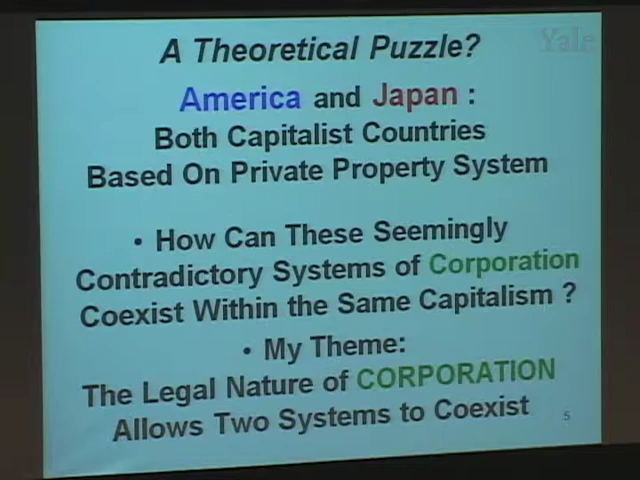 Yale
A Theoretical Puzzle?
America and Japan :
Both Capitalist Countries
Based On Private Property System
• How Can These Seemingly
Contradictory Systems of Corporation
Coexist Within the Same Capitalism ?
• My Theme:
The Legal Nature of CORPORATION
Allows Two Systems to Coexist
5